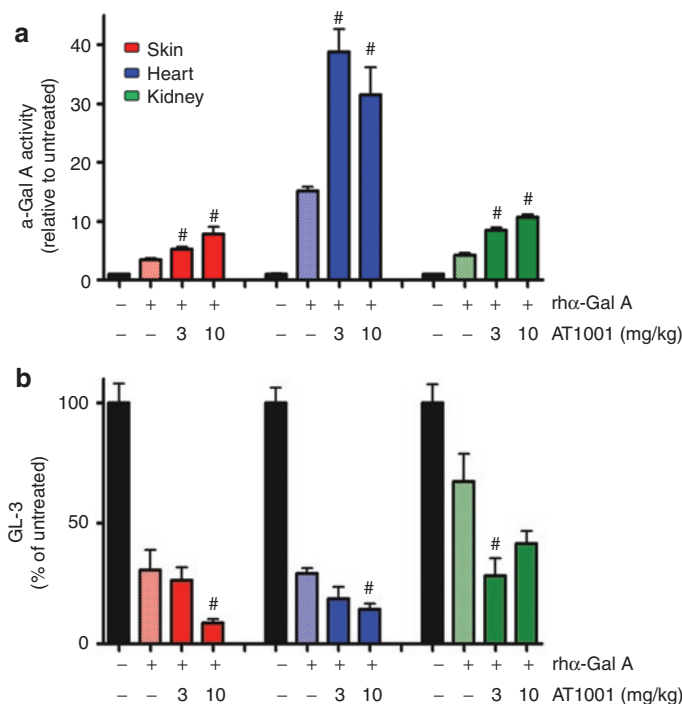 a
a-Gal A activity
(relative to untreated)
40
30
20
10
0
Skin
Heart
Kidney
# # # # # #
– + + + – + + + – + + + rhα-Gal A
– – 3 10 – – 3 10 – – 3 10 AT1001 (mg/kg)
b
GL-3
(% of untreated)
100
50
0
# # #
– + + + – + + + – + + + rhα-Gal A
– – 3 10 – – 3 10 – – 3 10 AT1001 (mg/kg)